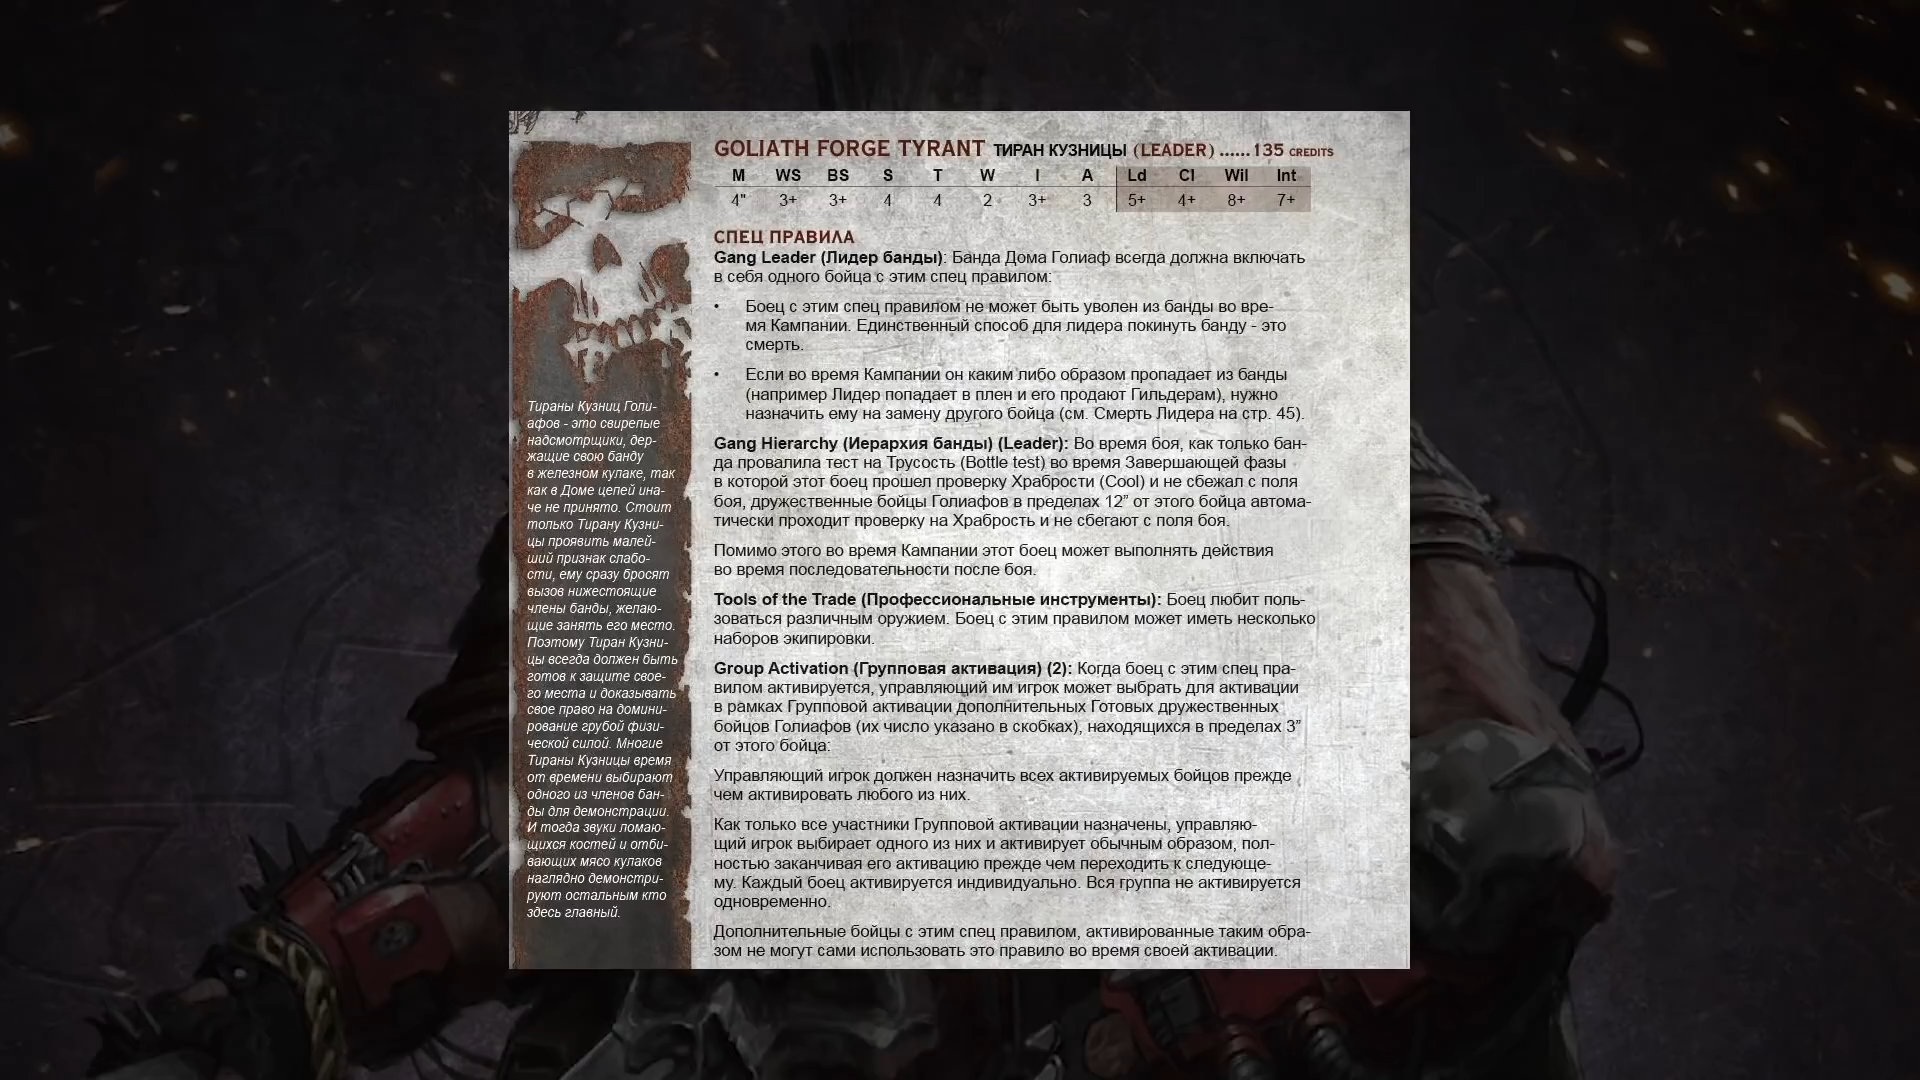 GOLIATH FORGE TYRANT ТИРАН КУЗНИЦЫ (LEADER) ......135 CREDITS
M WS BS S T W I A Ld Cl Wil Int
4" 3+ 3+ 4 4 2 3+ 3 5+ 4+ 8+ 7+
СПЕЦ ПРАВИЛА
Gang Leader (Лидер банды): Банда Дома Голиаф всегда должна включать
в себя одного бойца с этим спец правилом:
• Боец с этим спец правилом не может быть уволен из банды во вре-
мя Кампании. Единственный способ для лидера покинуть банду - это
смерть.
• Если во время Кампании он каким либо образом пропадает из банды
(например Лидер попадает в плен и его продают Гильдерам), нужно
назначить ему на замену другого бойца (см. Смерть Лидера на стр. 45).
Gang Hierarchy (Иерархия банды) (Leader): Во время боя, как только бан-
да провалила тест на Трусость (Bottle test) во время Завершающей фазы
в которой этот боец прошел проверку Храбрости (Cool) и не сбежал с поля
боя, дружественные бойцы Голиафов в пределах 12” от этого бойца автома-
тически проходит проверку на Храбрость и не сбегают с поля боя.
Помимо этого во время Кампании этот боец может выполнять действия
во время последовательности после боя.
Tools of the Trade (Профессиональные инструменты): Боец любит поль-
зоваться различным оружием. Боец с этим правилом может иметь несколько
наборов экипировки.
Group Activation (Групповая активация) (2): Когда боец с этим спец пра-
вилом активируется, управляющий им игрок может выбрать для активации
в рамках Групповой активации дополнительных Готовых дружественных
бойцов Голиафов (их число указано в скобках), находящихся в пределах 3”
от этого бойца:
Управляющий игрок должен назначить всех активируемых бойцов прежде
чем активировать любого из них.
Как только все участники Групповой активации назначены, управляю-
щий игрок выбирает одного из них и активирует обычным образом, пол-
ностью заканчивая его активацию прежде чем переходить к следующе-
му. Каждый боец активируется индивидуально. Вся группа не активируется
одновременно.
Дополнительные бойцы с этим спец правилом, активированные таким обра-
зом не могут сами использовать это правило во время своей активации.
Тираны Кузниц Голи-
афов - это свирепые
надсмотрщики, дер-
жащие свою банду
в железном кулаке, так
как в Доме цепей ина-
че не принято. Стоит
только Тирану Кузни-
цы проявить малей-
ший признак слабо-
сти, ему сразу бросят
вызов нижестоящие
члены банды, желаю-
щие занять его место.
Поэтому Тиран Кузни-
цы всегда должен быть
готов к защите свое-
го места и доказывать
свое право на домини-
рование грубой физи-
ческой силой. Многие
Тираны Кузницы время
от времени выбирают
одного из членов бан-
ды для демонстрации.
И тогда звуки ломаю-
щихся костей и отби-
вающих мясо кулаков
наглядно демонстри-
руют остальным кто
здесь главный.